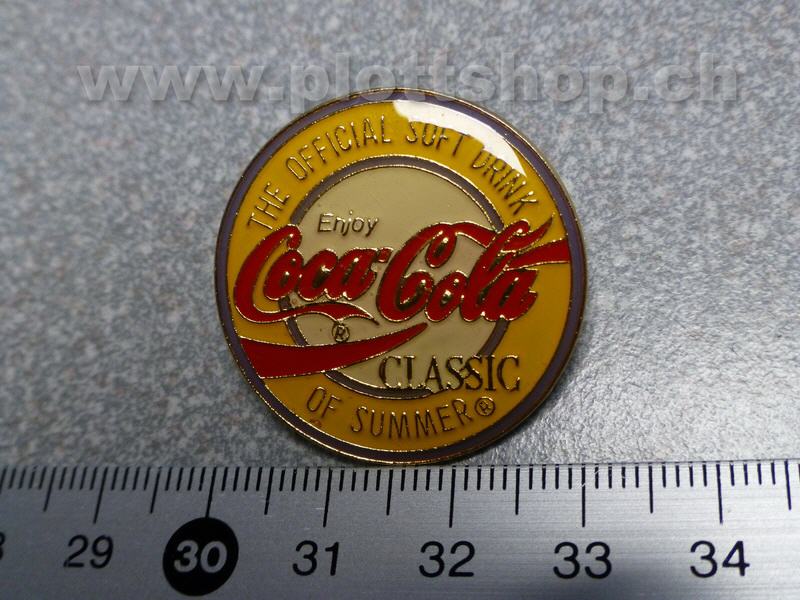 www.plottshop.ch
THE OFFICIAL SOFT DRINK
Enjoy
Coca-Cola
®
CLASSIC
OF SUMMER®
29 30 31 32 33 34